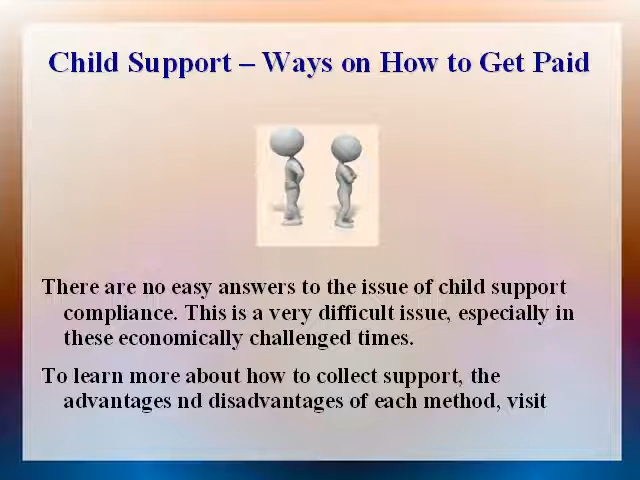 Child Support – Ways on How to Get Paid
There are no easy answers to the issue of child support
compliance. This is a very difficult issue, especially in
these economically challenged times.
To learn more about how to collect support, the
advantages nd disadvantages of each method, visit